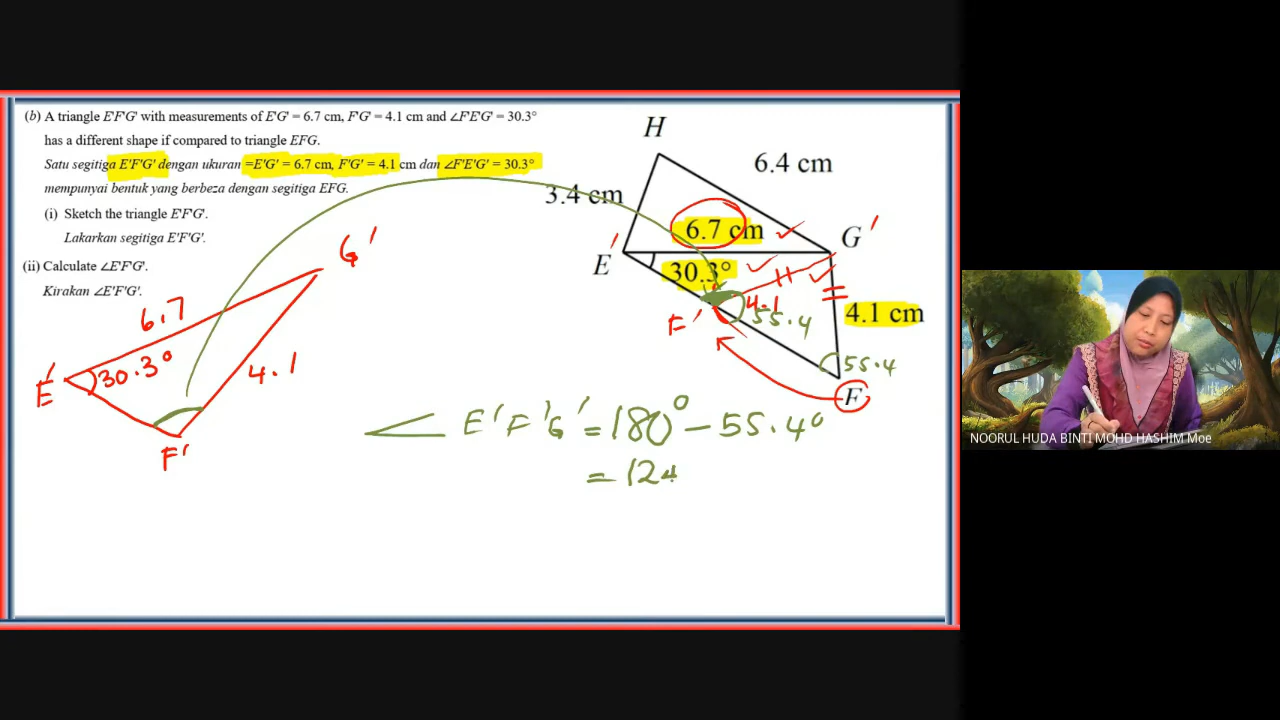 (b) A triangle E'F'G' with measurements of E'G' = 6.7 cm, F'G' = 4.1 cm and ∠F'E'G' = 30.3°
has a different shape if compared to triangle EFG.
Satu segitiga E'F'G' dengan ukuran =E'G' = 6.7 cm, F'G' = 4.1 cm dan ∠F'E'G' = 30.3°
mempunyai bentuk yang berbeza dengan segitiga EFG.
(i) Sketch the triangle E'F'G'.
Lakarkan segitiga E'F'G'.
(ii) Calculate ∠E'F'G'.
Kirakan ∠E'F'G'.
G'
6.7
E'
30.3°
4.1
F'
H
6.4 cm
3.4 cm
6.7 cm
G'
E'
30.3°
4.1
4.1 cm
F'
55.4
55.4
F
∠ E'F'G' = 180° - 55.4°
= 124
NOORUL HUDA BINTI MOHD HASHIM Moe